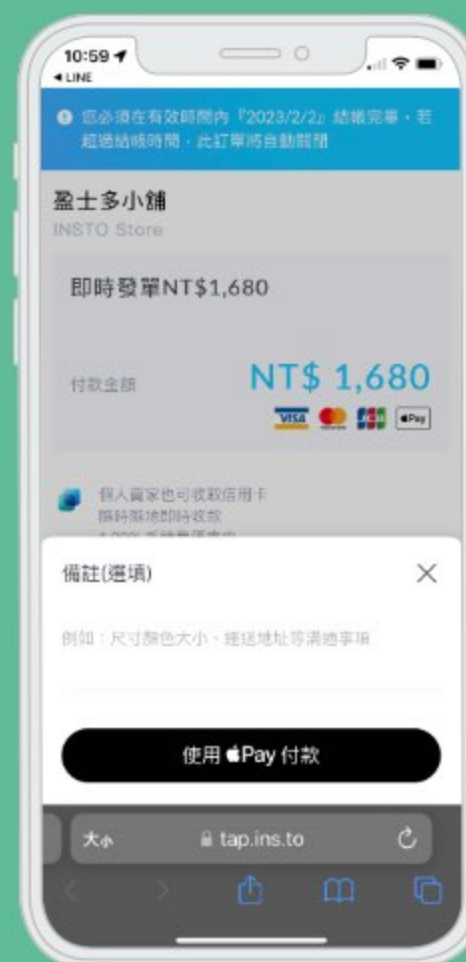 10:59
◀ LINE
您必須在有效時間內『2023/2/2』結帳完畢，若
超過結帳時間，此訂單將自動關閉
盈士多小舖
INSTO Store
即時發單NT$1,680
付款金額
NT$ 1,680
VISA
JCB
Pay
個人賣家也可收取信用卡
隨時隨地即時收款
備註(選填)
例如：尺寸顏色大小、運送地址等溝通事項
使用 Pay 付款
大小
tap.ins.to